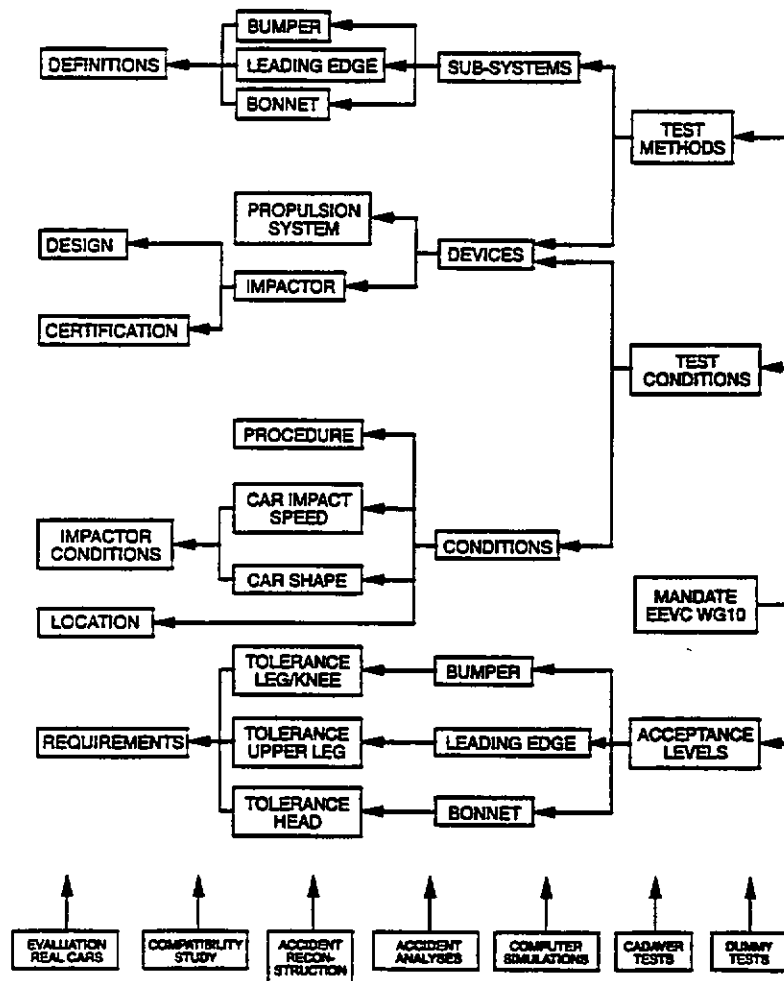 BUMPER
DEFINITIONS
LEADING EDGE
SUB-SYSTEMS
BONNET
TEST
METHODS
PROPULSION
SYSTEM
DESIGN
DEVICES
IMPACTOR
CERTIFICATION
TEST
CONDITIONS
PROCEDURE
CAR IMPACT
SPEED
IMPACTOR
CONDITIONS
CONDITIONS
CAR SHAPE
MANDATE
EEVC WG10
LOCATION
TOLERANCE
LEG/KNEE
BUMPER
REQUIREMENTS
TOLERANCE
UPPER LEG
LEADING EDGE
ACCEPTANCE
LEVELS
TOLERANCE
HEAD
BONNET
EVALUATION
REAL CARS
COMPATIBILITY
STUDY
ACCIDENT
RECON-
STRUCTION
ACCIDENT
ANALYSES
COMPUTER
SIMULATIONS
CADAVER
TESTS
DUMMY
TESTS